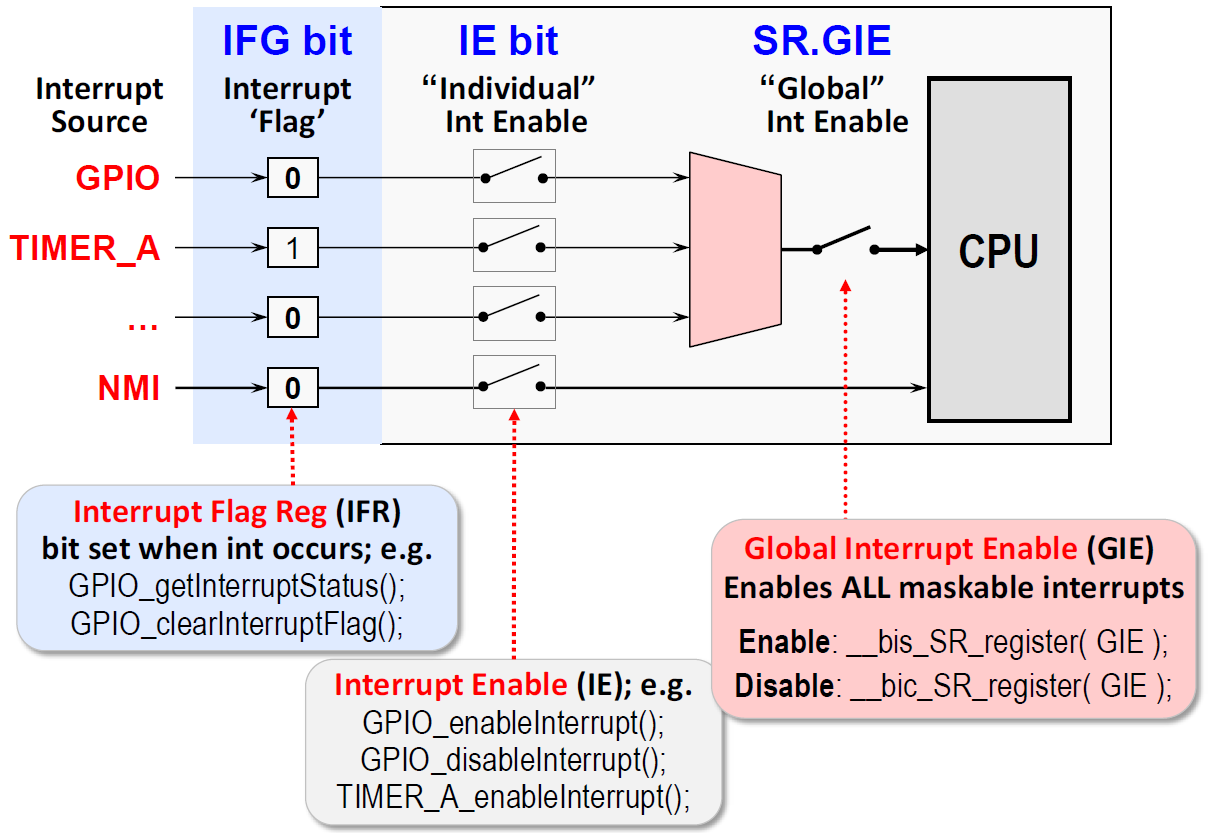 IFG bit
IE bit
SR.GIE
Interrupt
Source
Interrupt
‘Flag’
“Individual”
Int Enable
“Global”
Int Enable
GPIO
0
TIMER_A
1
CPU
...
0
NMI
0
Interrupt Flag Reg (IFR)
bit set when int occurs; e.g.
GPIO_getInterruptStatus();
GPIO_clearInterruptFlag();
Interrupt Enable (IE); e.g.
GPIO_enableInterrupt();
GPIO_disableInterrupt();
TIMER_A_enableInterrupt();
Global Interrupt Enable (GIE)
Enables ALL maskable interrupts
Enable: __bis_SR_register( GIE );
Disable: __bic_SR_register( GIE );